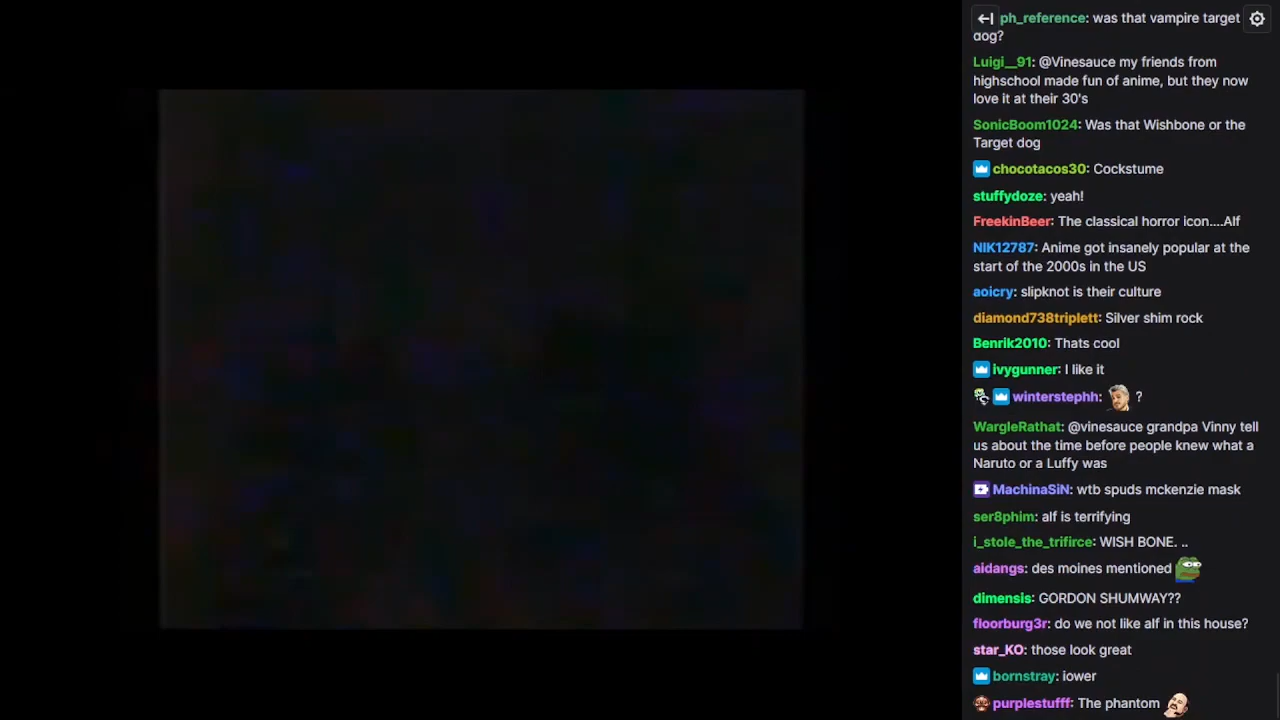 ph_reference: was that vampire target
dog?
Luigi__91: @Vinesauce my friends from
highschool made fun of anime, but they now
love it at their 30's
SonicBoom1024: Was that Wishbone or the
Target dog
chocotacos30: Cockstume
stuffydoze: yeah!
FreekinBeer: The classical horror icon....Alf
NIK12787: Anime got insanely popular at the
start of the 2000s in the US
aoicry: slipknot is their culture
diamond738triplett: Silver shim rock
Benrik2010: Thats cool
ivygunner: I like it
winterstephh: ?
WargleRathat: @vinesauce grandpa Vinny tell
us about the time before people knew what a
Naruto or a Luffy was
MachinaSiN: wtb spuds mckenzie mask
ser8phim: alf is terrifying
i_stole_the_trifirce: WISH BONE. ..
aidangs: des moines mentioned
dimensis: GORDON SHUMWAY??
floorburg3r: do we not like alf in this house?
star_KO: those look great
bornstray: iower
purplestufff: The phantom